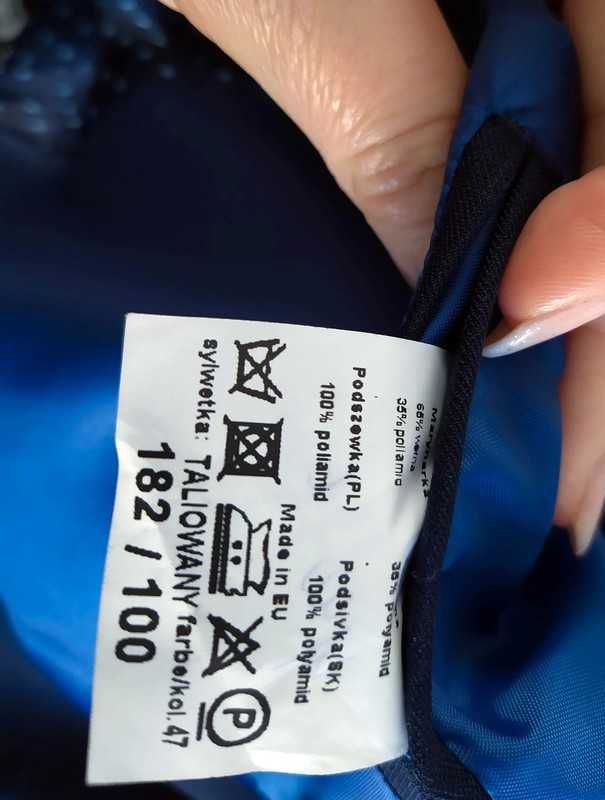 35% poliamid
35% polyamid
Podszewka(PL)
Podsivka(SK)
100% poliamid
100% polyamid
Made in EU
P
sylwetka: TALIOWANY farbe/kol.47
182 / 100